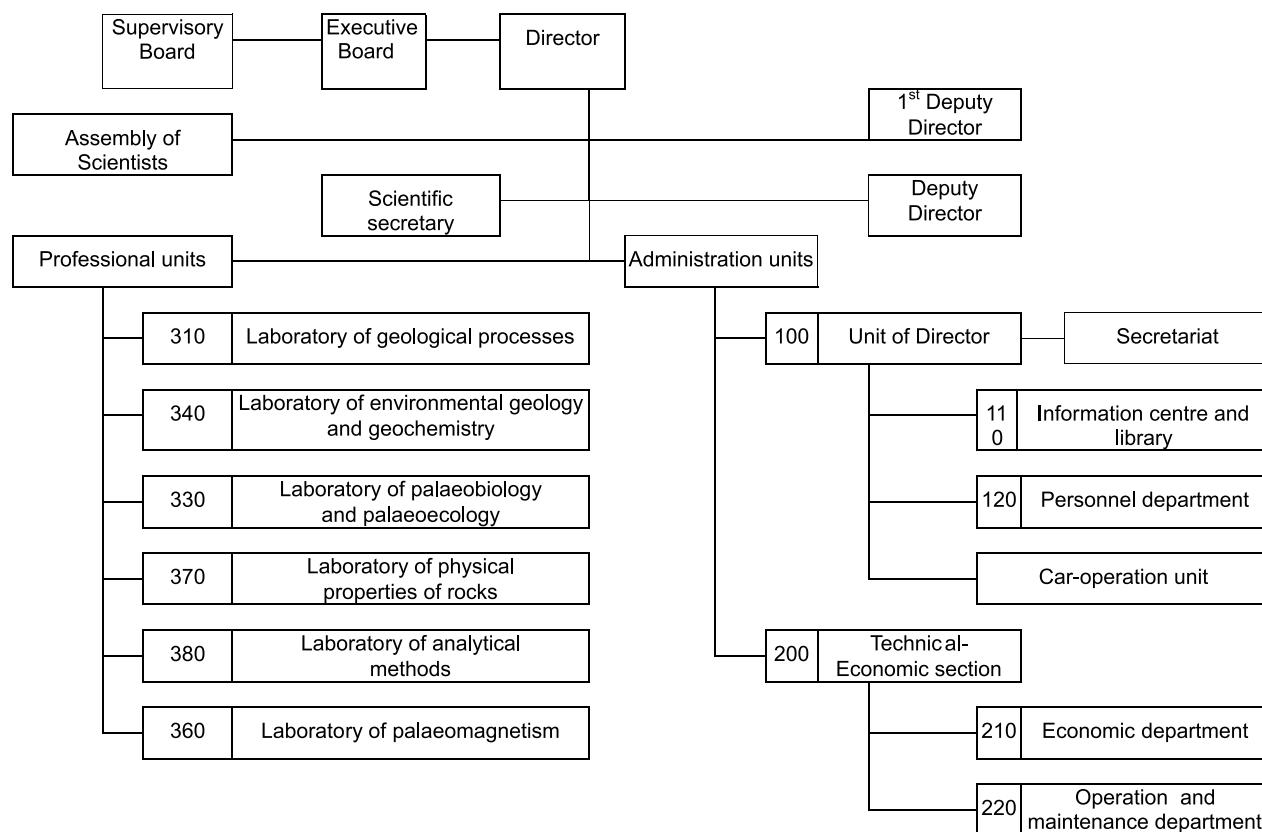 Supervisory
Board
Executive
Board
Director
1st Deputy
Director
Assembly of
Scientists
Scientific
secretary
Deputy
Director
Professional units
Administration units
310
Laboratory of geological processes
100
Unit of Director
Secretariat
340
Laboratory of environmental geology
and geochemistry
11
0
Information centre and
library
330
Laboratory of palaeobiology
and palaeoecology
120
Personnel department
370
Laboratory of physical
properties of rocks
Car-operation unit
380
Laboratory of analytical
methods
200
Technical-
Economic section
360
Laboratory of palaeomagnetism
210
Economic department
220
Operation and
maintenance department